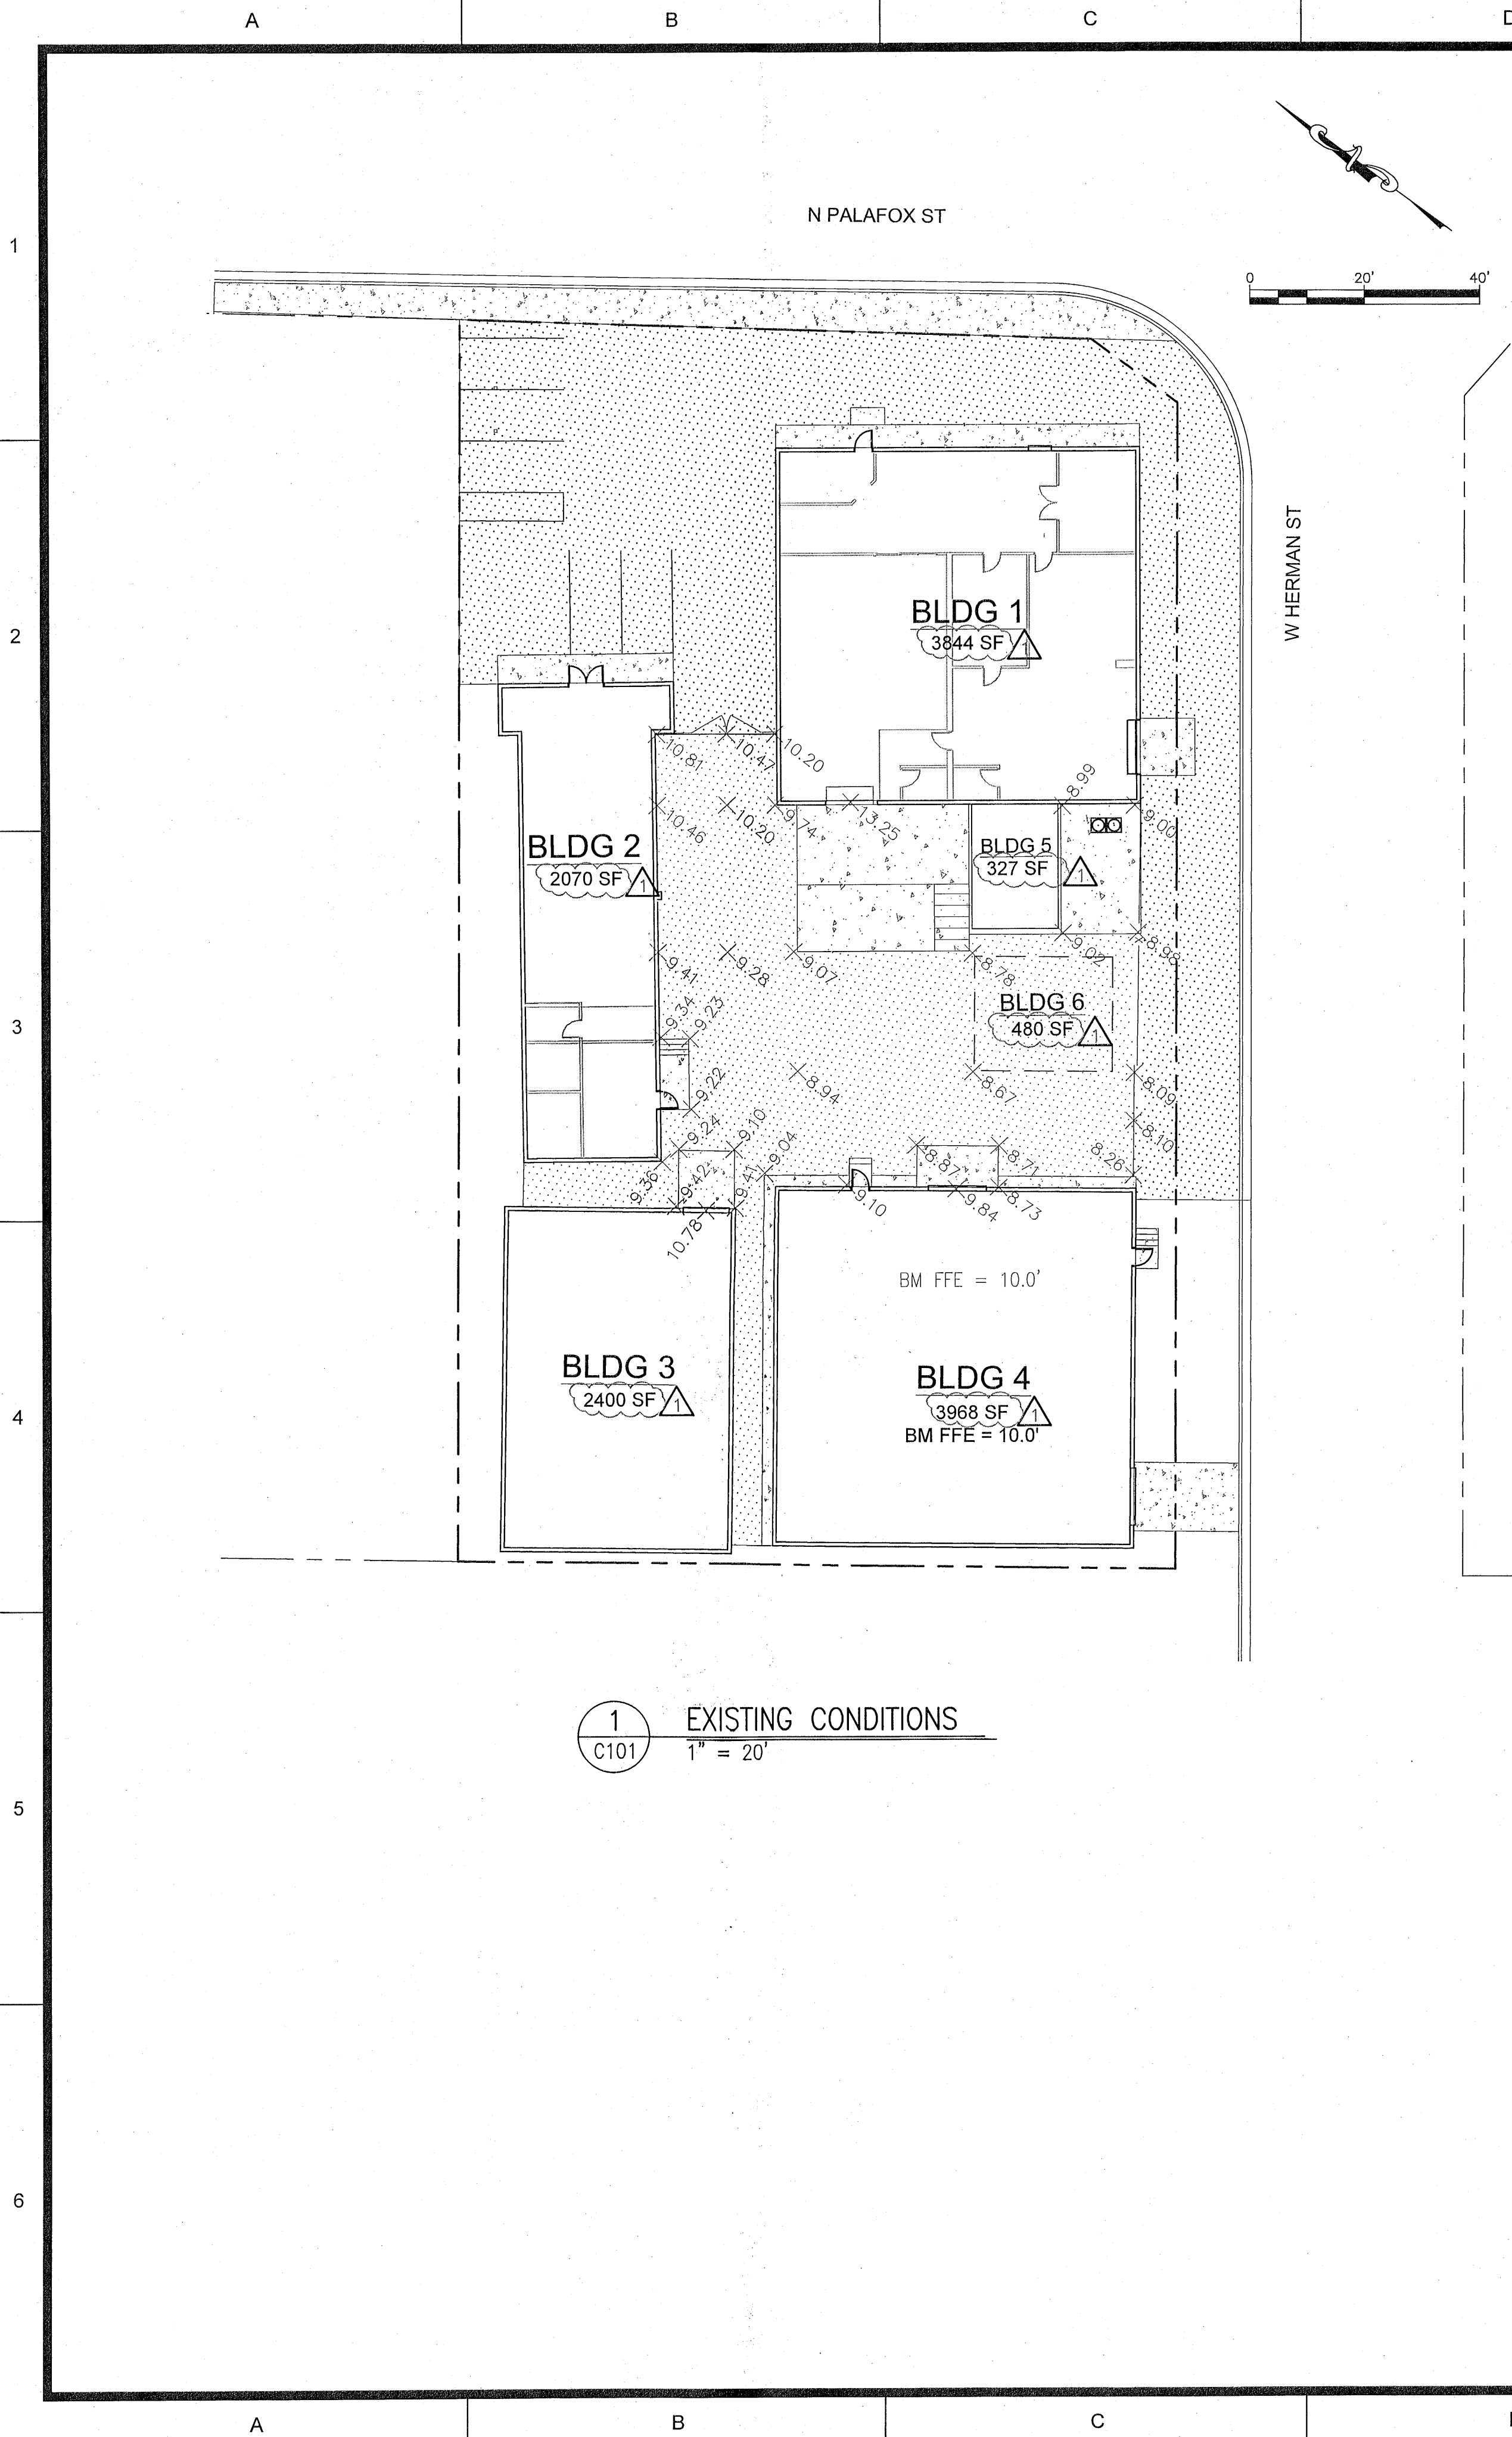 A
B
C
N PALAFOX ST
0 20' 40'
1
W HERMAN ST
2
BLDG 1
3844 SF
1
10.81
10.47
10.20
8.99
10.46
10.20
9.74
13.25
9.00
BLDG 2
2070 SF
1
BLDG 5
327 SF
1
9.41
9.28
9.07
8.78
9.02
8.98
BLDG 6
480 SF
1
3
9.34
9.23
9.22
8.94
8.67
8.09
8.10
9.24
9.10
9.04
8.87
8.71
8.26
9.36
9.42
9.41
10.78
9.10
9.84
8.73
BM FFE = 10.0'
BLDG 3
2400 SF
1
BLDG 4
3968 SF
1
BM FFE = 10.0'
4
1
C101
EXISTING CONDITIONS
1" = 20'
5
6
A
B
C